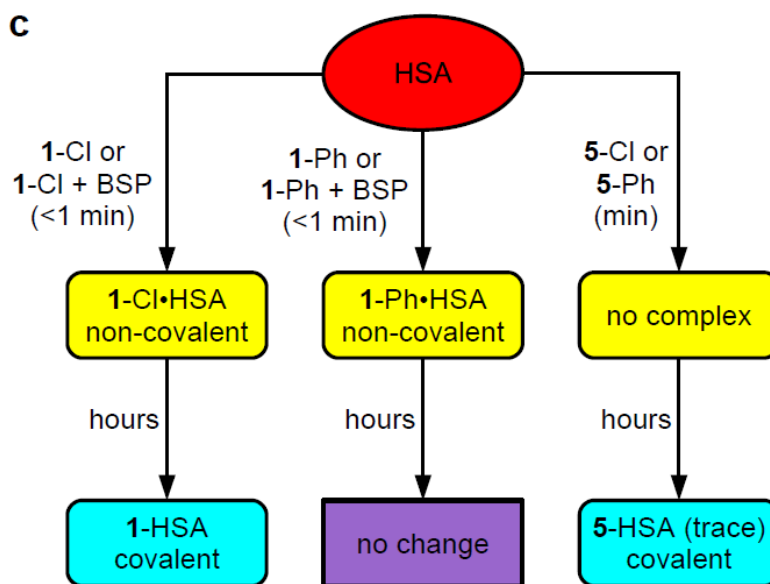 c
HSA
1-Cl or
1-Cl + BSP
(<1 min)
1-Ph or
1-Ph + BSP
(<1 min)
5-Cl or
5-Ph
(min)
1-Cl•HSA
non-covalent
1-Ph•HSA
non-covalent
no complex
hours
hours
hours
1-HSA
covalent
no change
5-HSA (trace)
covalent